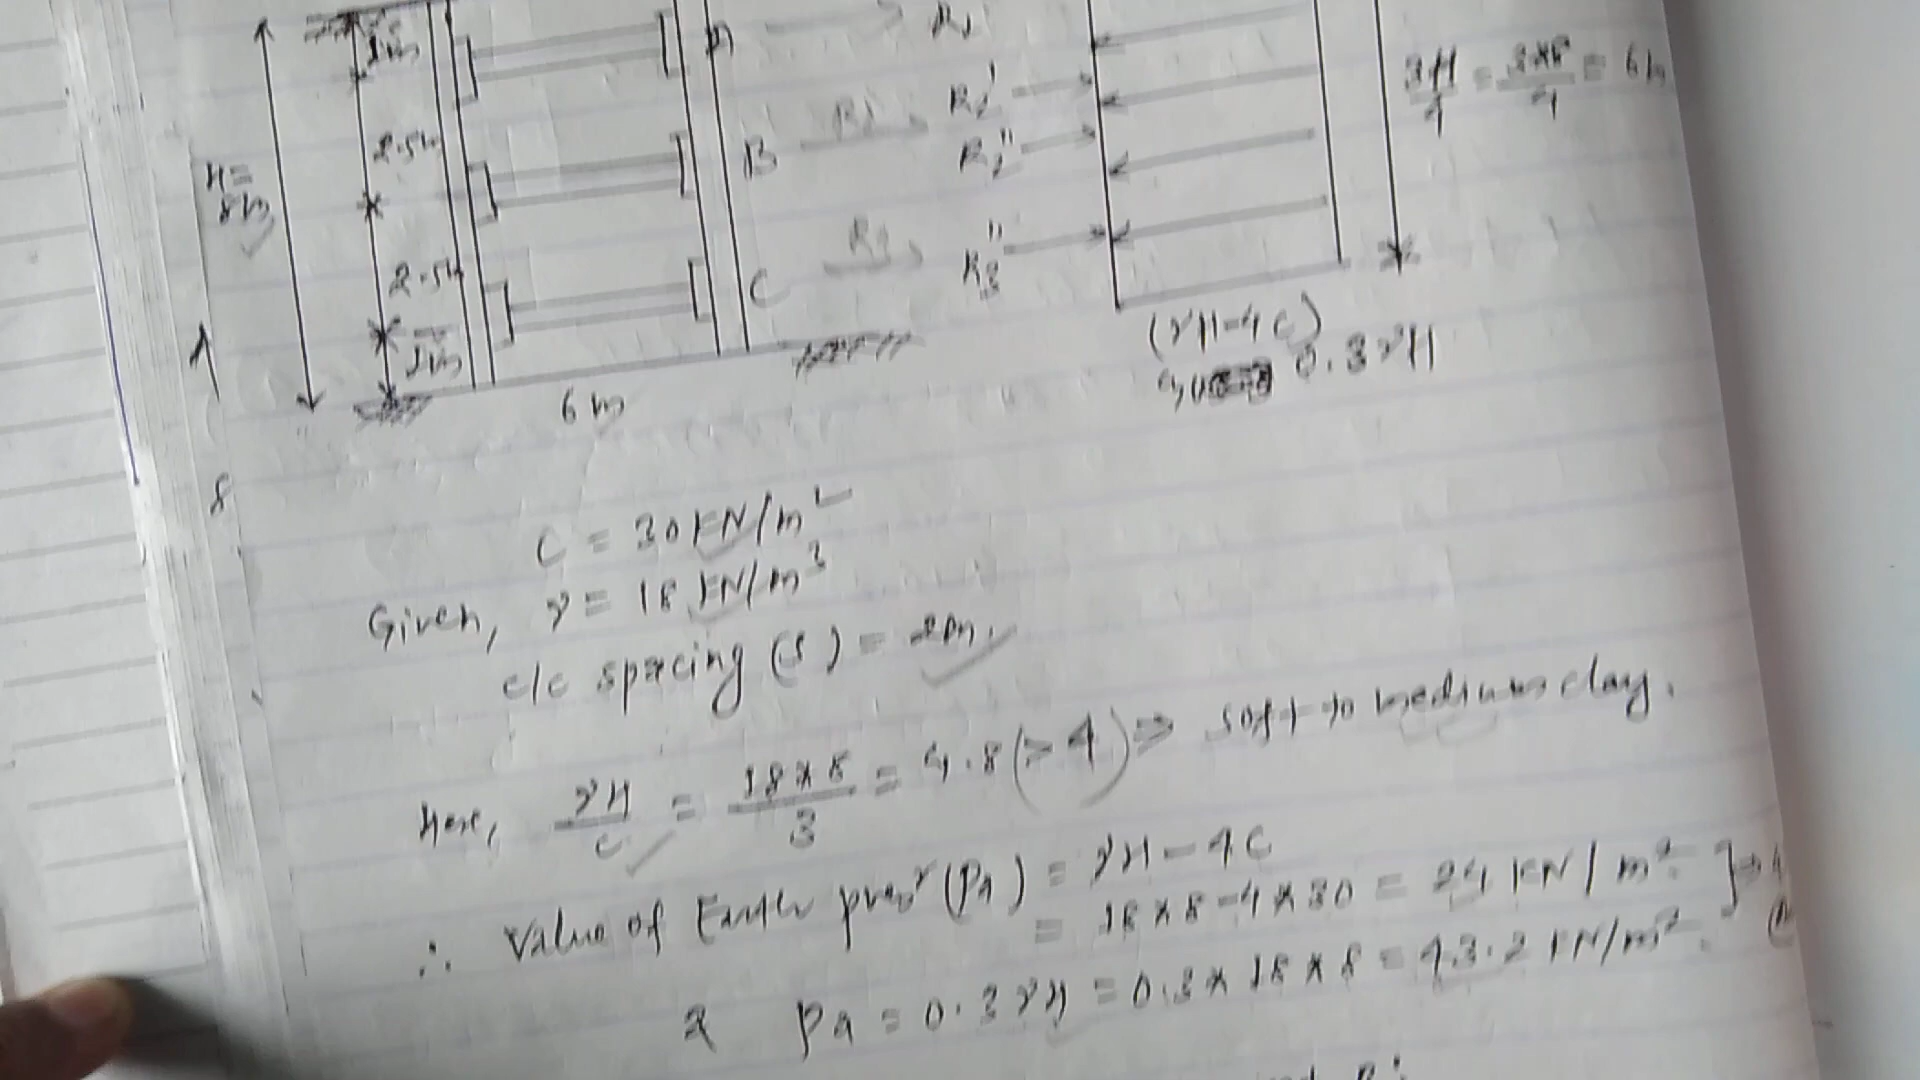 1m
A
R1
3H/4 = 3*8/4 = 6m
2.5m
B
R2
R2'
R2"
H=
8m
2.5m
C
R3
R3"
1m
6m
(γH-4C)
0.3γH
C = 30 KN/m²
Given, γ = 18 KN/m³
c/c spacing (s) = 2m.
Here, γH/C = 18*8/3 = 4.8 (> 4) ⇒ soft to medium clay.
∴ Value of Earth presr (PA) = γH - 4C
= 18*8-4*30 = 24 KN/m²
& PA = 0.3γH = 0.3*18*8 = 43.2 KN/m².